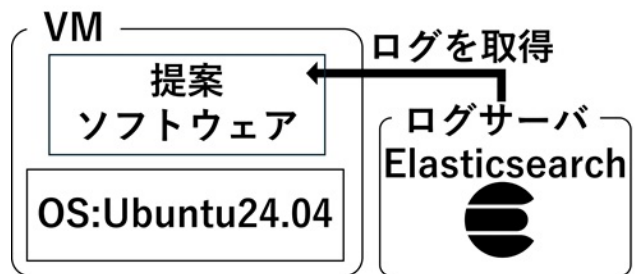 VM
提案
ソフトウェア
OS:Ubuntu24.04
ログを取得
ログサーバ
Elasticsearch